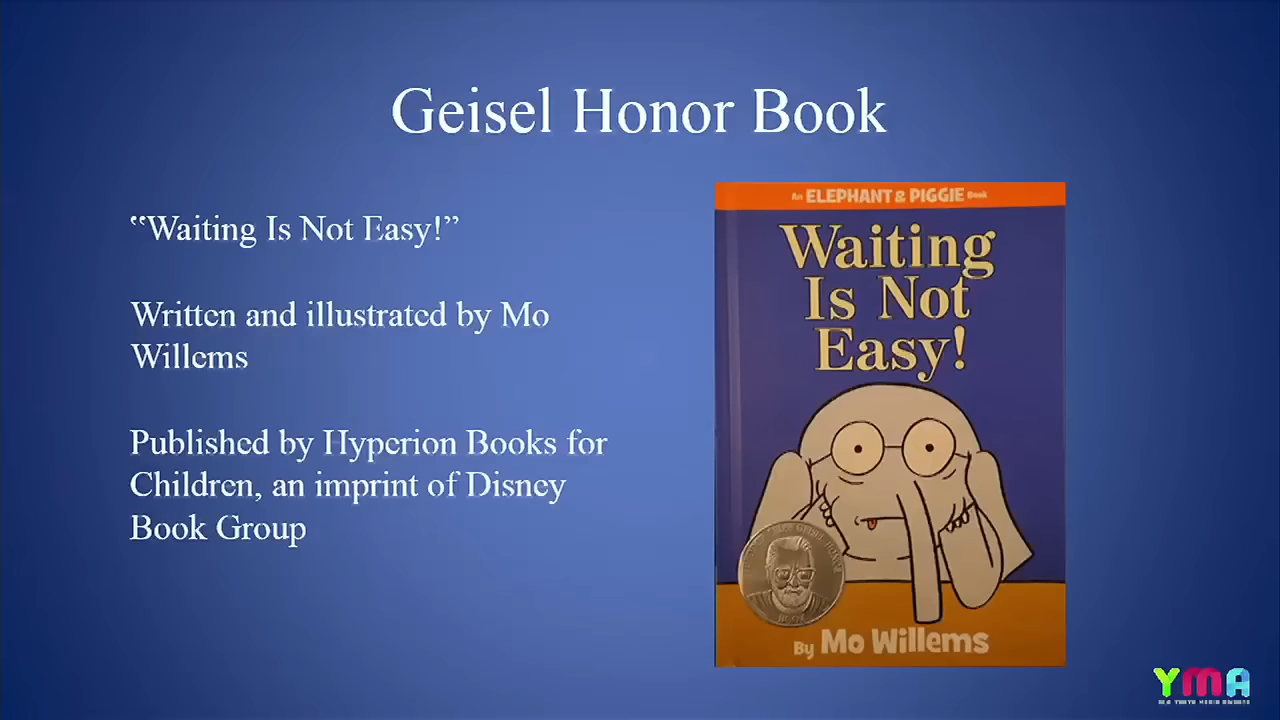 Geisel Honor Book
“Waiting Is Not Easy!”
Written and illustrated by Mo
Willems
Published by Hyperion Books for
Children, an imprint of Disney
Book Group
An ELEPHANT & PIGGIE Book
Waiting
Is Not
Easy!
By Mo Willems
YMA